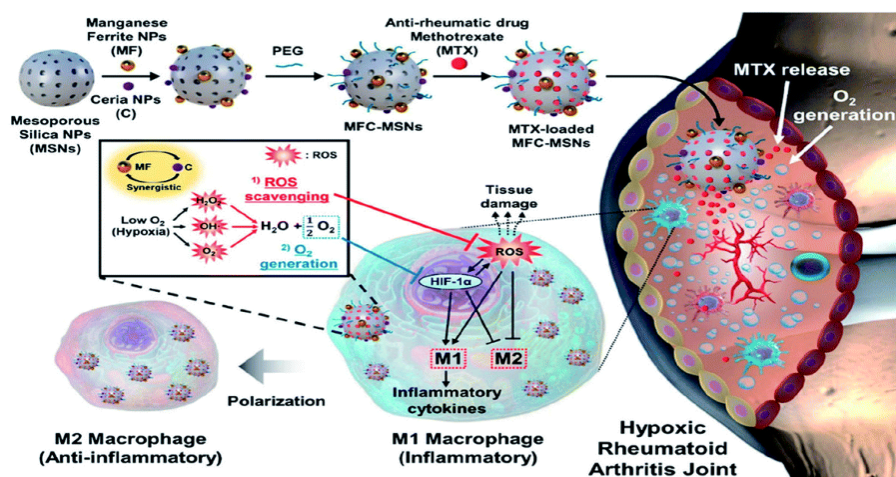 Manganese
Ferrite NPs
(MF)
Ceria NPs
(C)
Mesoporous
Silica NPs
(MSNs)
PEG
MFC-MSNs
Anti-rheumatic drug
Methotrexate
(MTX)
MTX-loaded
MFC-MSNs
MTX release
O₂
generation
MF
C
Synergistic
: ROS
1) ROS
scavenging
Low O₂
(Hypoxia)
H₂O₂
OH·
O₂
H₂O + ½ O₂
2) O₂
generation
Tissue
damage
ROS
HIF-1α
M1
M2
Inflammatory
cytokines
Polarization
M2 Macrophage
(Anti-inflammatory)
M1 Macrophage
(Inflammatory)
Hypoxic
Rheumatoid
Arthritis Joint